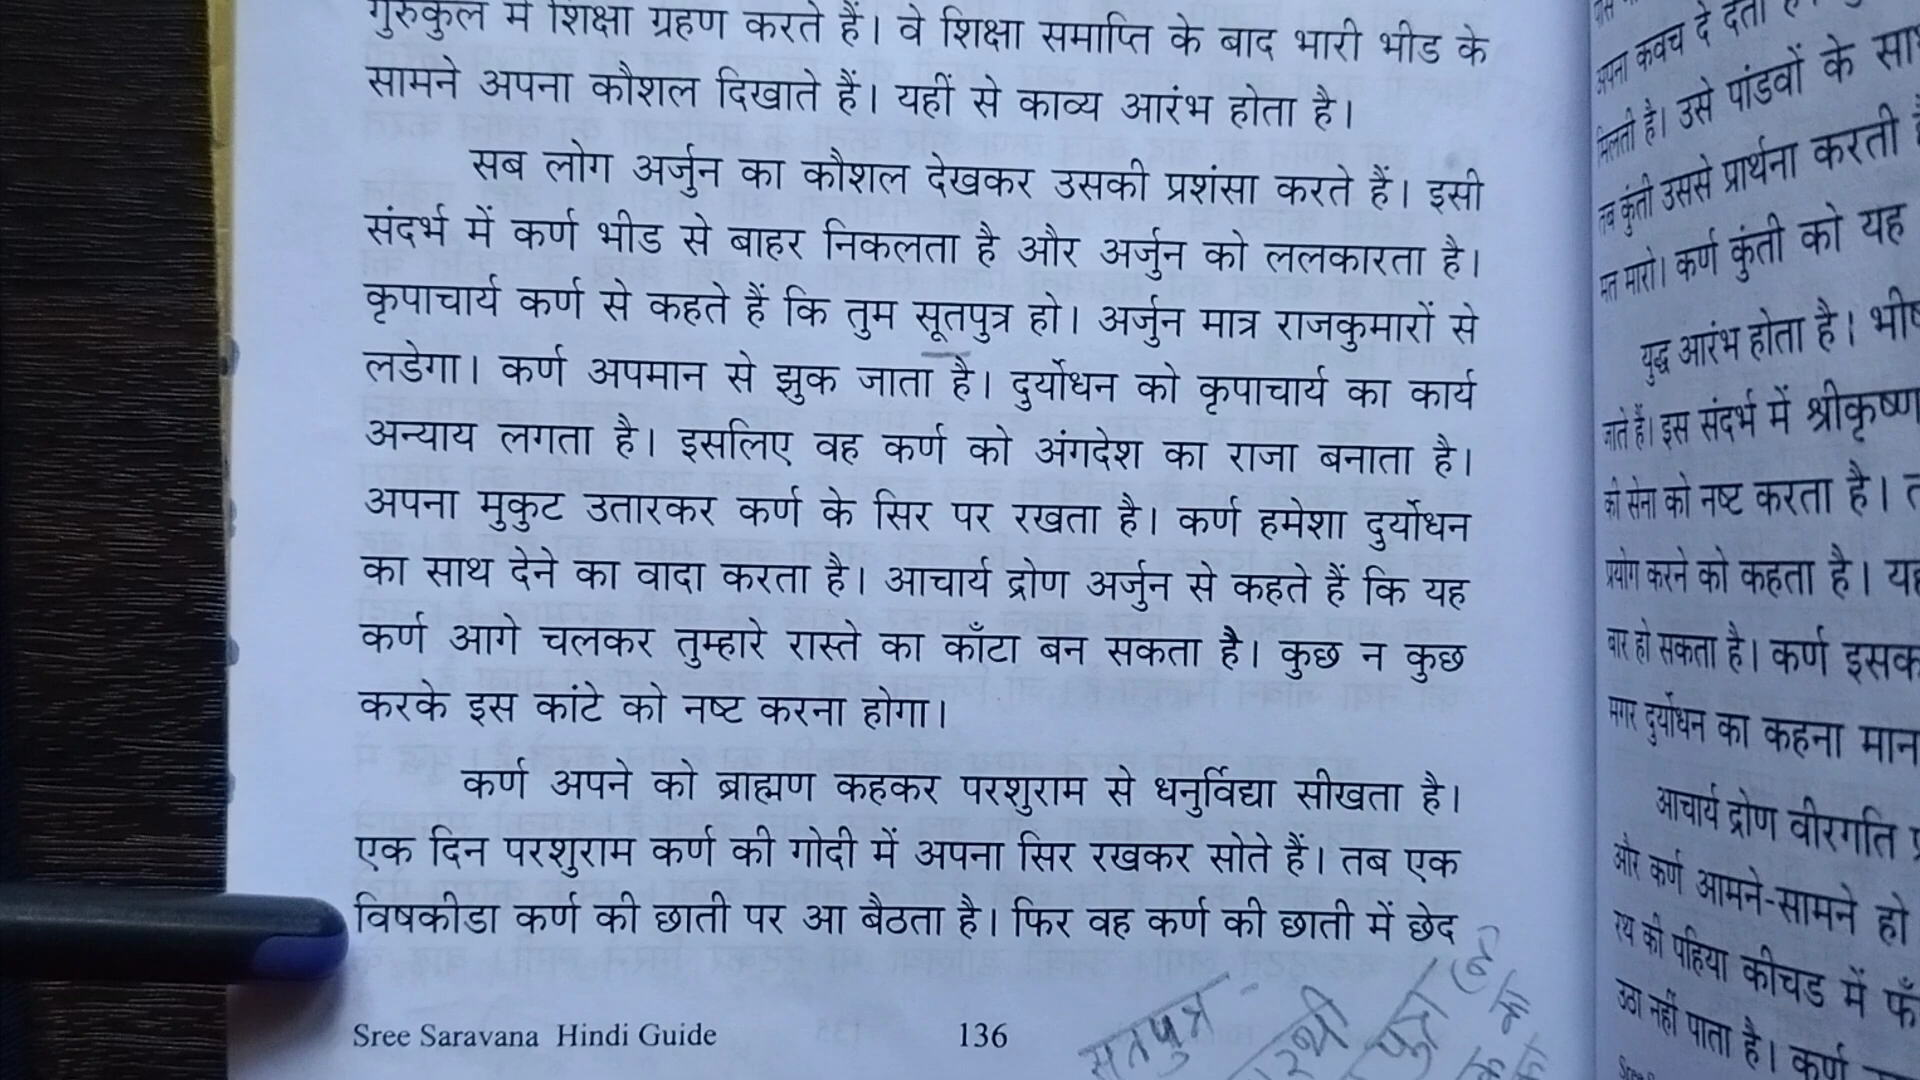 गुरुकुल में शिक्षा ग्रहण करते हैं। वे शिक्षा समाप्ति के बाद भारी भीड के
सामने अपना कौशल दिखाते हैं। यहीं से काव्य आरंभ होता है।
सब लोग अर्जुन का कौशल देखकर उसकी प्रशंसा करते हैं। इसी
संदर्भ में कर्ण भीड से बाहर निकलता है और अर्जुन को ललकारता है।
कृपाचार्य कर्ण से कहते हैं कि तुम सूतपुत्र हो। अर्जुन मात्र राजकुमारों से
लडेगा। कर्ण अपमान से झुक जाता है। दुर्योधन को कृपाचार्य का कार्य
अन्याय लगता है। इसलिए वह कर्ण को अंगदेश का राजा बनाता है।
अपना मुकुट उतारकर कर्ण के सिर पर रखता है। कर्ण हमेशा दुर्योधन
का साथ देने का वादा करता है। आचार्य द्रोण अर्जुन से कहते हैं कि यह
कर्ण आगे चलकर तुम्हारे रास्ते का काँटा बन सकता है। कुछ न कुछ
करके इस कांटे को नष्ट करना होगा।
कर्ण अपने को ब्राह्मण कहकर परशुराम से धनुर्विद्या सीखता है।
एक दिन परशुराम कर्ण की गोदी में अपना सिर रखकर सोते हैं। तब एक
विषकीडा कर्ण की छाती पर आ बैठता है। फिर वह कर्ण की छाती में छेद
Sree Saravana Hindi Guide 136
अपना कवच दे देता
मिलती है। उसे पांडवों के
तब कुंती उससे प्रार्थना करती
मत मारो। कर्ण कुंती को यह
युद्ध आरंभ होता है।
जाते हैं। इस संदर्भ में श्रीकृष्ण
की सेना को नष्ट करता है।
प्रयोग करने को कहता है।
बार हो सकता है। कर्ण
मगर दुर्योधन का कहना मान
आचार्य द्रोण वीरगति
और कर्ण आमने-सामने हो
रथ की पहिया कीचड में
उठा नहीं पाता है। कर्ण